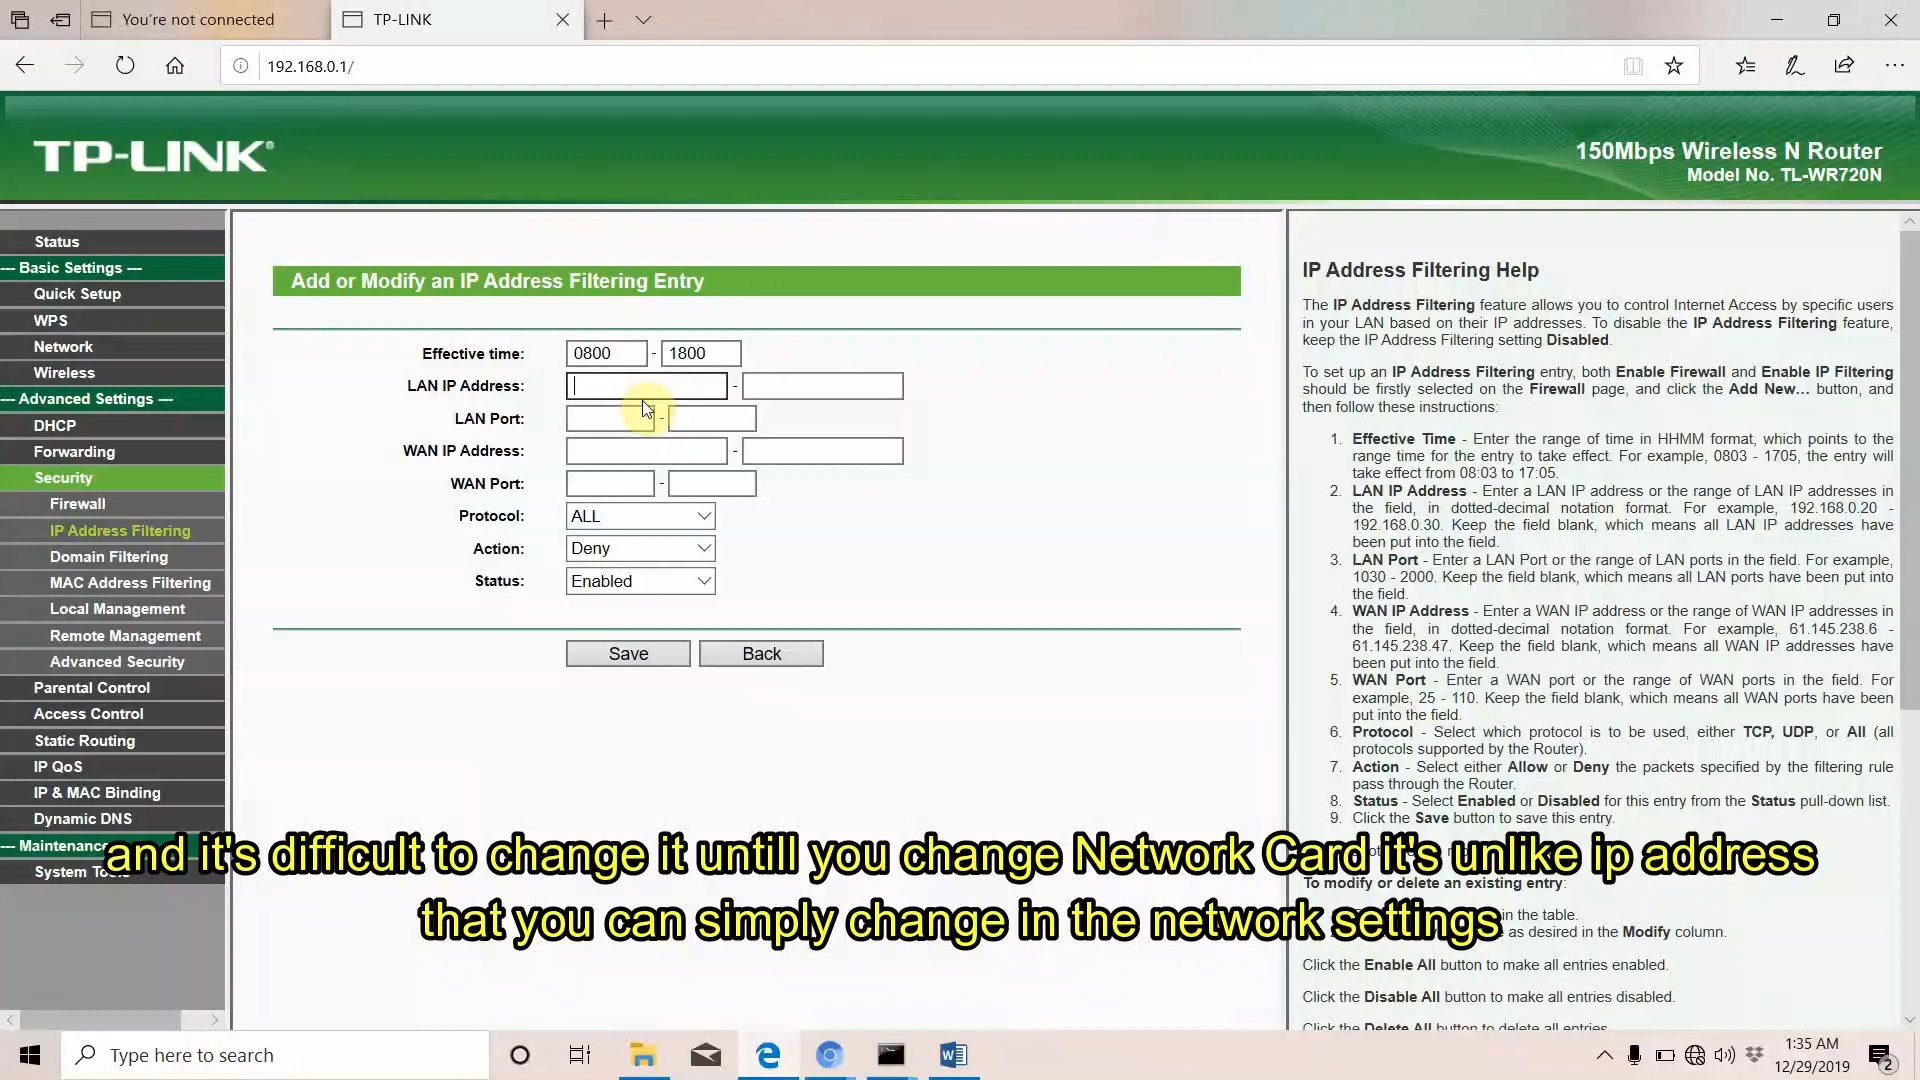 You're not connected
TP-LINK
192.168.0.1/
TP-LINK
150Mbps Wireless N Router
Model No. TL-WR720N
Status
--- Basic Settings ---
Quick Setup
WPS
Network
Wireless
--- Advanced Settings ---
DHCP
Forwarding
Security
Firewall
IP Address Filtering
Domain Filtering
MAC Address Filtering
Local Management
Remote Management
Advanced Security
Parental Control
Access Control
Static Routing
IP QoS
IP & MAC Binding
Dynamic DNS
--- Maintenance
System Tools
Add or Modify an IP Address Filtering Entry
Effective time: 0800 - 1800
LAN IP Address: -
LAN Port: -
WAN IP Address: -
WAN Port: -
Protocol: ALL
Action: Deny
Status: Enabled
Save Back
IP Address Filtering Help
The IP Address Filtering feature allows you to control Internet Access by specific users
in your LAN based on their IP addresses. To disable the IP Address Filtering feature,
keep the IP Address Filtering setting Disabled.
To set up an IP Address Filtering entry, both Enable Firewall and Enable IP Filtering
should be firstly selected on the Firewall page, and click the Add New... button, and
then follow these instructions:
1. Effective Time - Enter the range of time in HHMM format, which points to the
range time for the entry to take effect. For example, 0803 - 1705, the entry will
take effect from 08:03 to 17:05.
2. LAN IP Address - Enter a LAN IP address or the range of LAN IP addresses in
the field, in dotted-decimal notation format. For example, 192.168.0.20 -
192.168.0.30. Keep the field blank, which means all LAN IP addresses have
been put into the field.
3. LAN Port - Enter a LAN Port or the range of LAN ports in the field. For example,
1030 - 2000. Keep the field blank, which means all LAN ports have been put into
the field.
4. WAN IP Address - Enter a WAN IP address or the range of WAN IP addresses in
the field, in dotted-decimal notation format. For example, 61.145.238.6 -
61.145.238.47. Keep the field blank, which means all WAN IP addresses have
been put into the field.
5. WAN Port - Enter a WAN port or the range of WAN ports in the field. For
example, 25 - 110. Keep the field blank, which means all WAN ports have been
put into the field.
6. Protocol - Select which protocol is to be used, either TCP, UDP, or All (all
protocols supported by the Router).
7. Action - Select either Allow or Deny the packets specified by the filtering rule
pass through the Router.
8. Status - Select Enabled or Disabled for this entry from the Status pull-down list.
9. Click the Save button to save this entry.
To modify or delete an existing entry:
in the table.
as desired in the Modify column.
Click the Enable All button to make all entries enabled.
Click the Disable All button to make all entries disabled.
Click the Delete All button to delete all entries
and it's difficult to change it untill you change Network Card it's unlike ip address
that you can simply change in the network settings
Type here to search
1:35 AM
12/29/2019
2